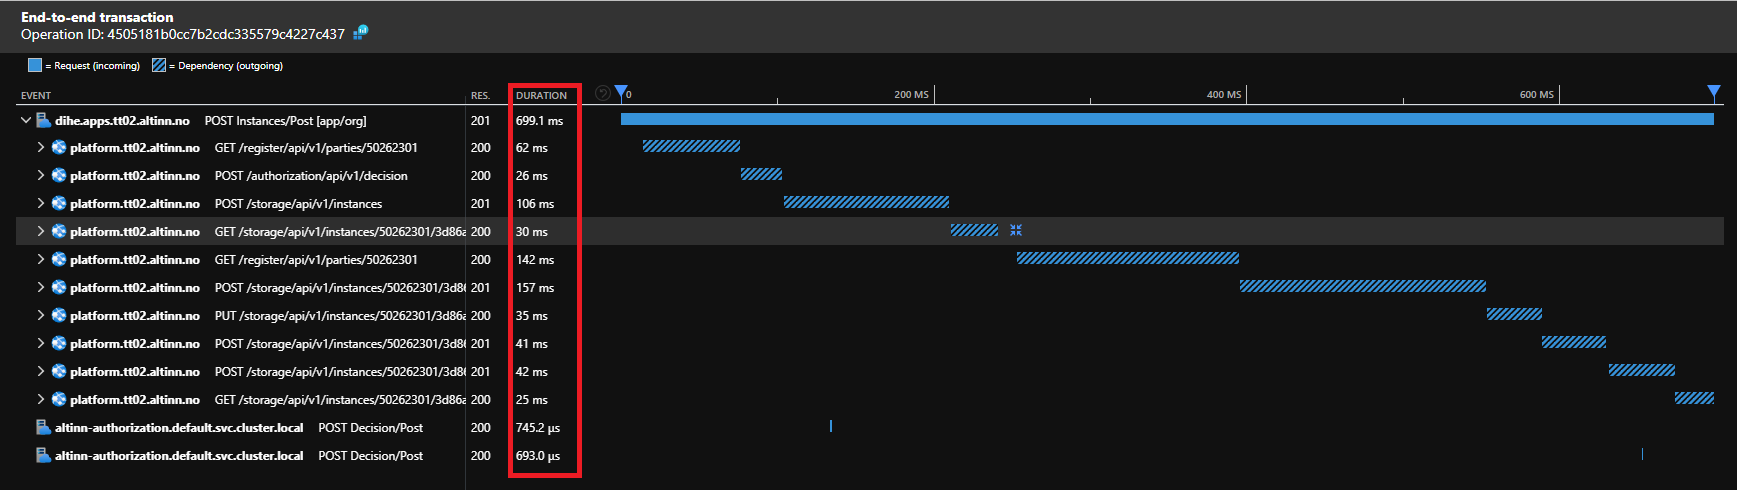 End-to-end transaction
Operation ID: 4505181b0cc7b2cdc335579c4227c437
= Request (incoming) = Dependency (outgoing)
EVENT RES. DURATION 0 200 MS 400 MS 600 MS
dihe.apps.tt02.altinn.no POST Instances/Post [app/org] 201 699.1 ms
platform.tt02.altinn.no GET /register/api/v1/parties/50262301 200 62 ms
platform.tt02.altinn.no POST /authorization/api/v1/decision 200 26 ms
platform.tt02.altinn.no POST /storage/api/v1/instances 201 106 ms
platform.tt02.altinn.no GET /storage/api/v1/instances/50262301/3d86a 200 30 ms
platform.tt02.altinn.no GET /register/api/v1/parties/50262301 200 142 ms
platform.tt02.altinn.no POST /storage/api/v1/instances/50262301/3d86 201 157 ms
platform.tt02.altinn.no PUT /storage/api/v1/instances/50262301/3d86a 200 35 ms
platform.tt02.altinn.no POST /storage/api/v1/instances/50262301/3d86 201 41 ms
platform.tt02.altinn.no POST /storage/api/v1/instances/50262301/3d86 201 42 ms
platform.tt02.altinn.no GET /storage/api/v1/instances/50262301/3d86a 200 25 ms
altinn-authorization.default.svc.cluster.local POST Decision/Post 200 745.2 µs
altinn-authorization.default.svc.cluster.local POST Decision/Post 200 693.0 µs